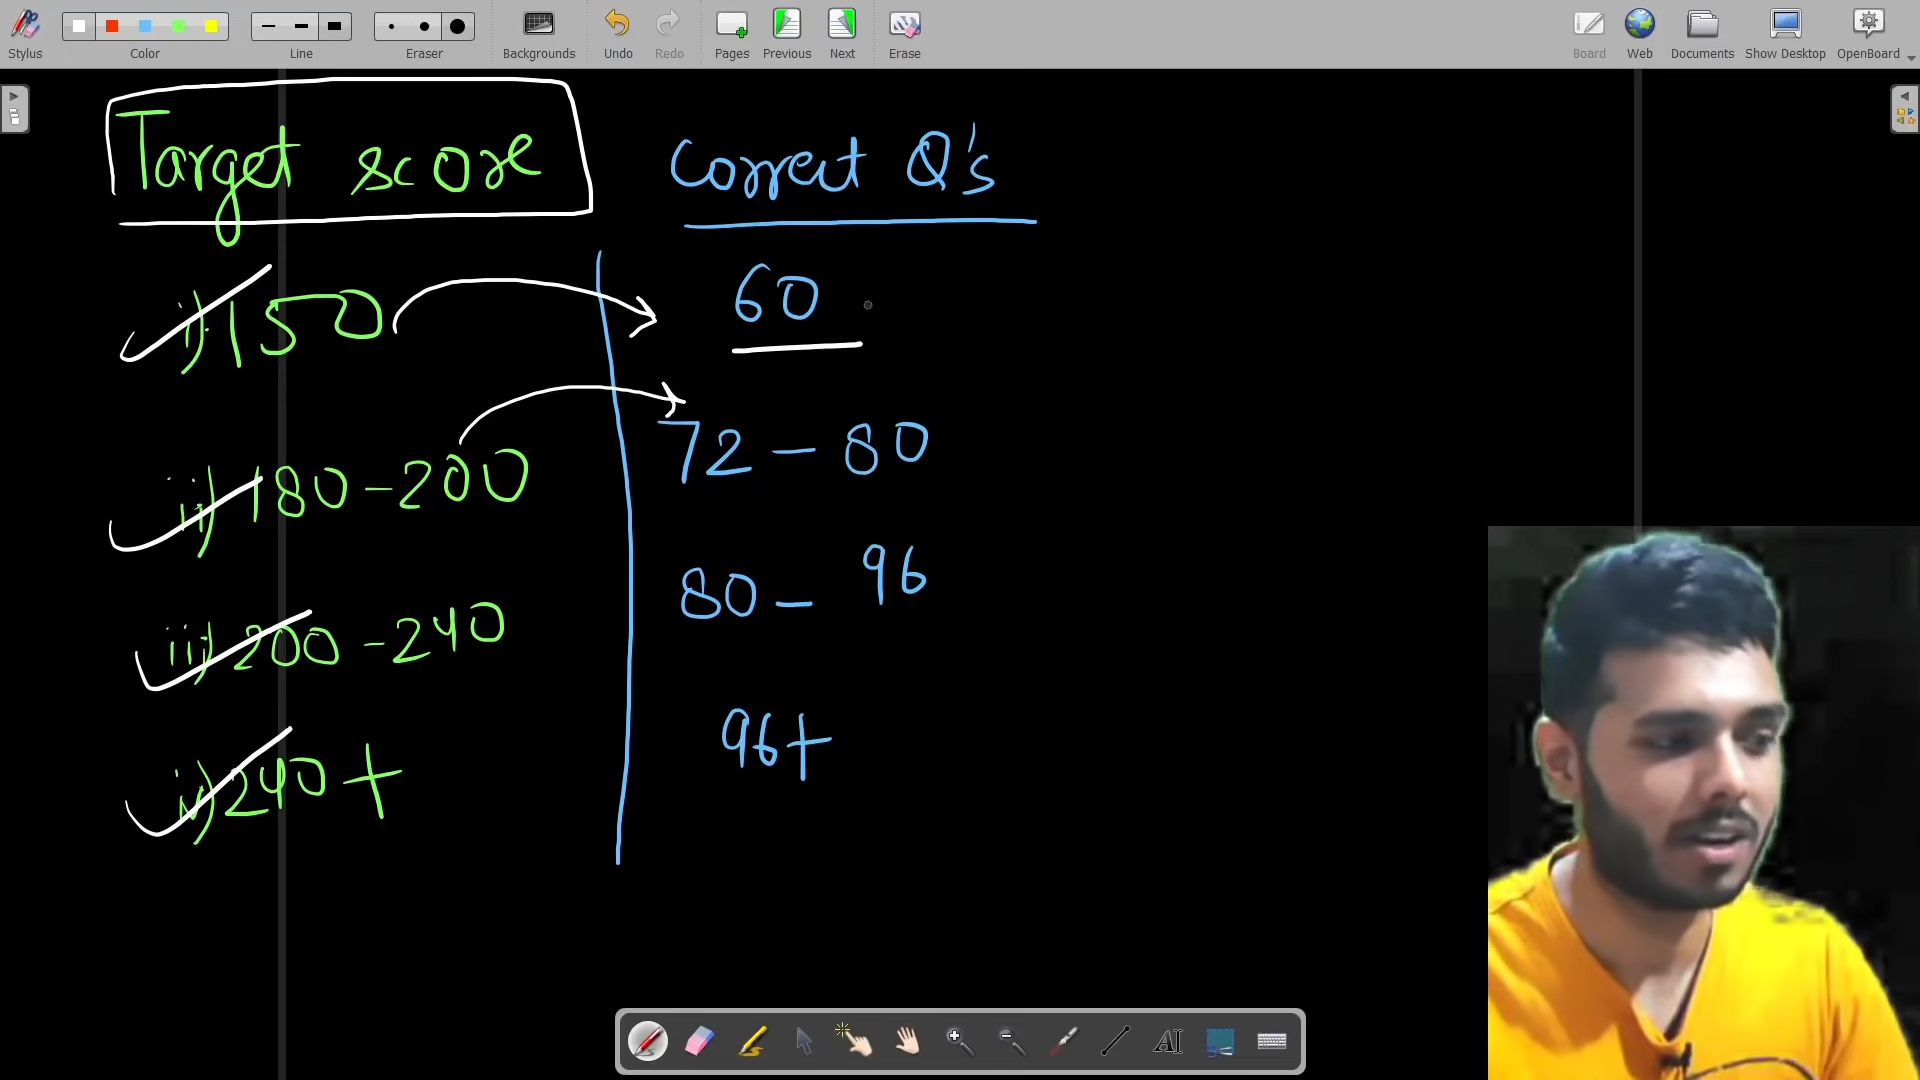 Stylus
Color
Line
Eraser
Backgrounds
Undo
Redo
Pages
Previous
Next
Erase
Board
Web
Documents
Show Desktop
OpenBoard
Target score
Correct Q's
i) 150
60
ii) 180-200
72-80
iii) 200-240
80-96
iv) 240+
96+